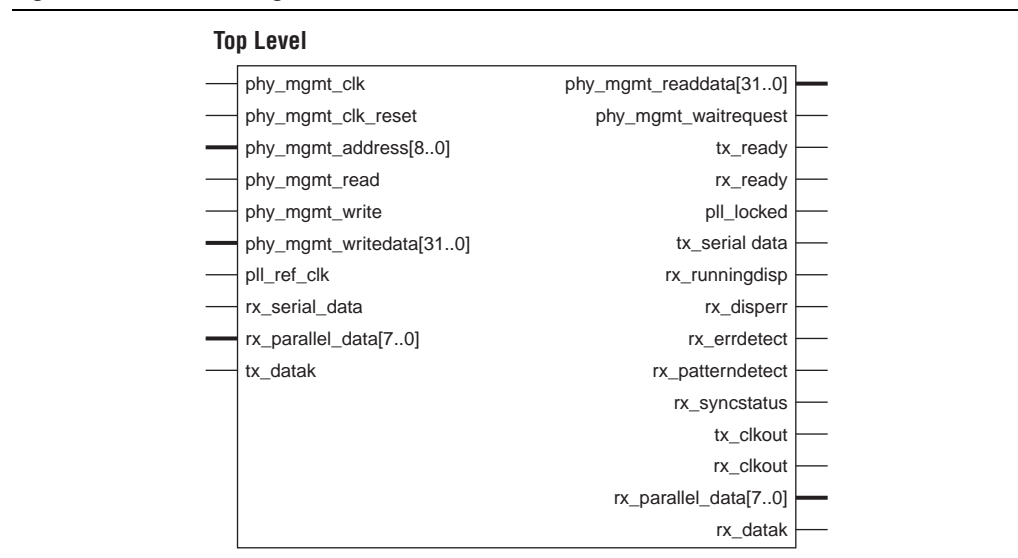 Top Level
phy_mgmt_clk
phy_mgmt_clk_reset
phy_mgmt_address[8..0]
phy_mgmt_read
phy_mgmt_write
phy_mgmt_writedata[31..0]
pll_ref_clk
rx_serial_data
rx_parallel_data[7..0]
tx_datak
phy_mgmt_readdata[31..0]
phy_mgmt_waitrequest
tx_ready
rx_ready
pll_locked
tx_serial data
rx_runningdisp
rx_disperr
rx_errdetect
rx_patterndetect
rx_syncstatus
tx_clkout
rx_clkout
rx_parallel_data[7..0]
rx_datak